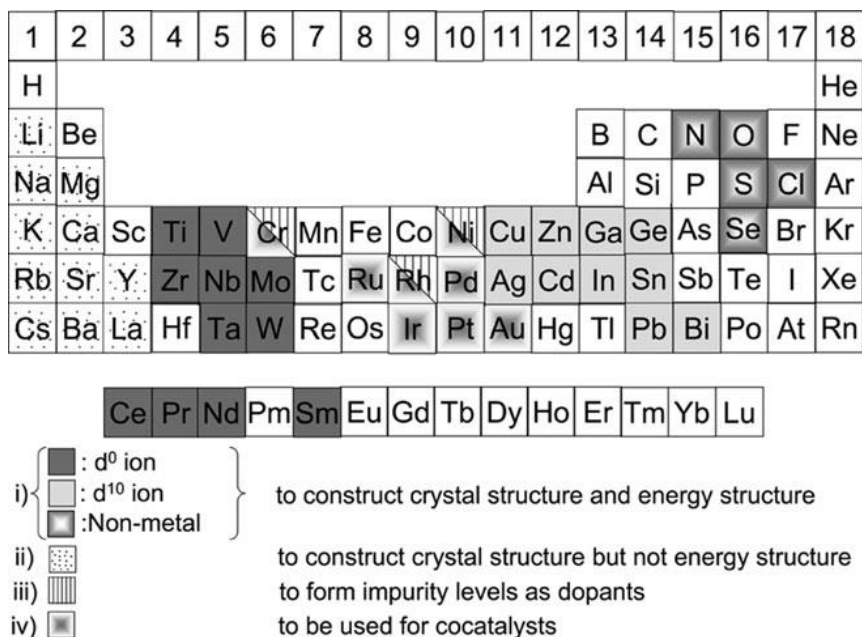 1 2 3 4 5 6 7 8 9 10 11 12 13 14 15 16 17 18
H He
Li Be B C N O F Ne
Na Mg Al Si P S Cl Ar
K Ca Sc Ti V Cr Mn Fe Co Ni Cu Zn Ga Ge As Se Br Kr
Rb Sr Y Zr Nb Mo Tc Ru Rh Pd Ag Cd In Sn Sb Te I Xe
Cs Ba La Hf Ta W Re Os Ir Pt Au Hg Tl Pb Bi Po At Rn
Ce Pr Nd Pm Sm Eu Gd Tb Dy Ho Er Tm Yb Lu
: d⁰ ion
i) : d¹⁰ ion to construct crystal structure and energy structure
:Non-metal
ii) to construct crystal structure but not energy structure
iii) to form impurity levels as dopants
iv) to be used for cocatalysts